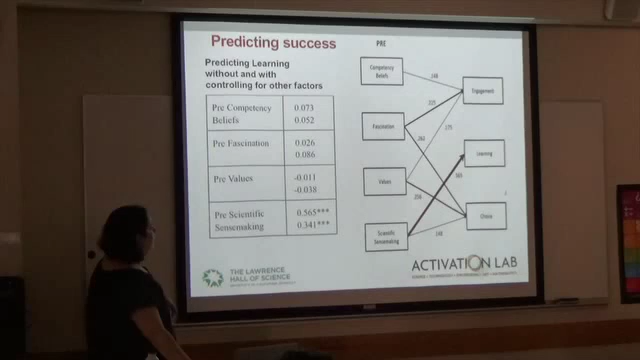 Predicting success
Predicting Learning
without and with
controlling for other factors
Pre Competency
Beliefs
0.073
0.052
Pre Fascination
0.026
0.086
Pre Values
-0.011
-0.038
Pre Scientific
Sensemaking
0.565***
0.341***
PRE
Competency
Beliefs
Fascination
Values
Scientific
Sensemaking
Engagement
Learning
Choice
THE LAWRENCE
HALL OF SCIENCE
ACTIVATION LAB